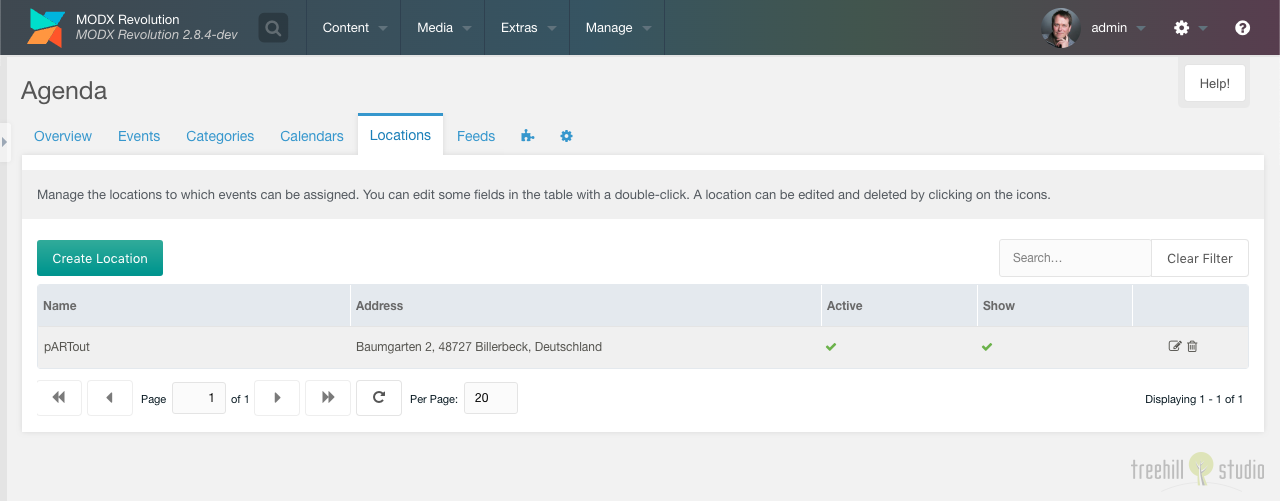 MODX Revolution
MODX Revolution 2.8.4-dev
Content Media Extras Manage admin
Help!
Agenda
Overview Events Categories Calendars Locations Feeds
Manage the locations to which events can be assigned. You can edit some fields in the table with a double-click. A location can be edited and deleted by clicking on the icons.
Create Location Search... Clear Filter
Name Address Active Show
pARTout Baumgarten 2, 48727 Billerbeck, Deutschland
Page 1 of 1 Per Page: 20 Displaying 1 - 1 of 1
treehill studio